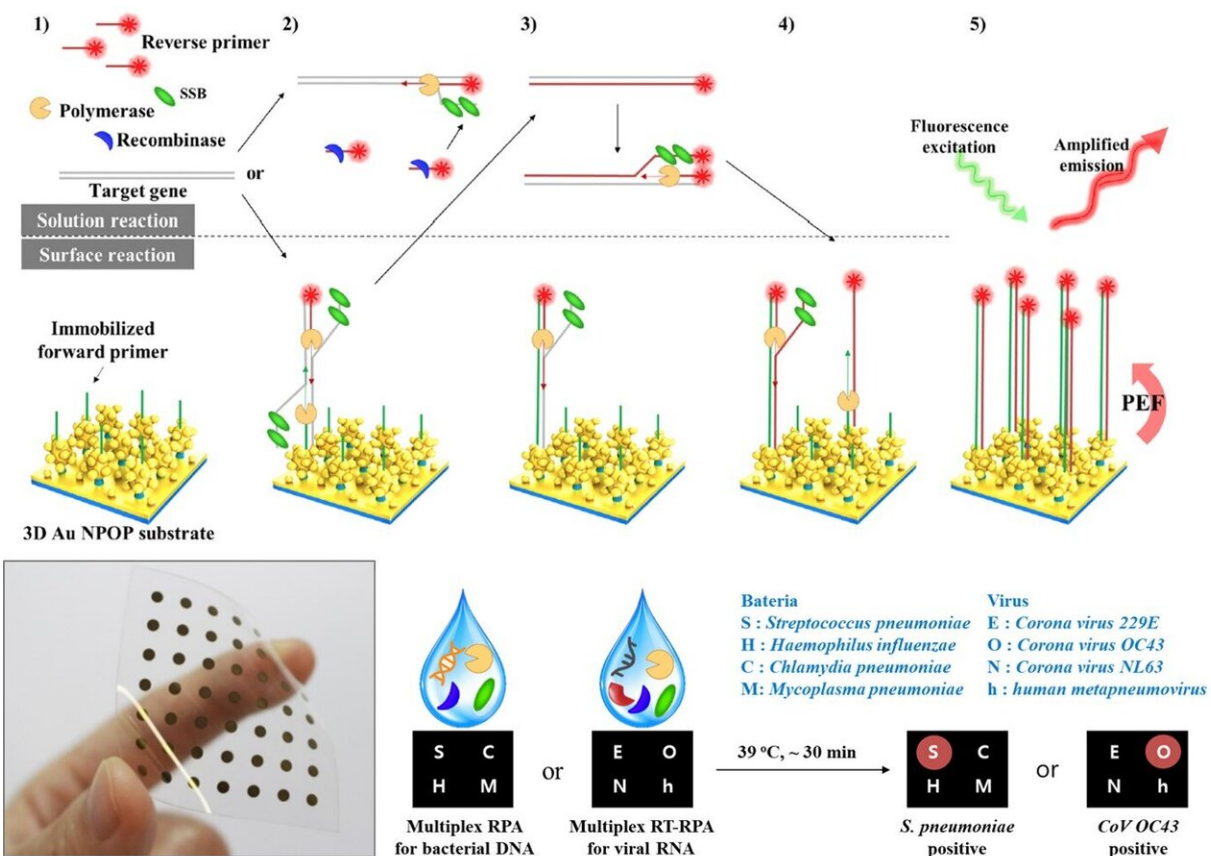 1)
Reverse primer
SSB
Polymerase
Recombinase
Target gene
or
2)
3)
4)
5)
Fluorescence
excitation
Amplified
emission
Solution reaction
Surface reaction
Immobilized
forward primer
3D Au NPOP substrate
PEF
Bateria
S : Streptococcus pneumoniae
H : Haemophilus influenzae
C : Chlamydia pneumoniae
M: Mycoplasma pneumoniae
Virus
E : Corona virus 229E
O : Corona virus OC43
N : Corona virus NL63
h : human metapneumovirus
S C
H M
Multiplex RPA
for bacterial DNA
or
E O
N h
Multiplex RT-RPA
for viral RNA
39 °C, ~ 30 min
S C
H M
S. pneumoniae
positive
or
E O
N h
CoV OC43
positive